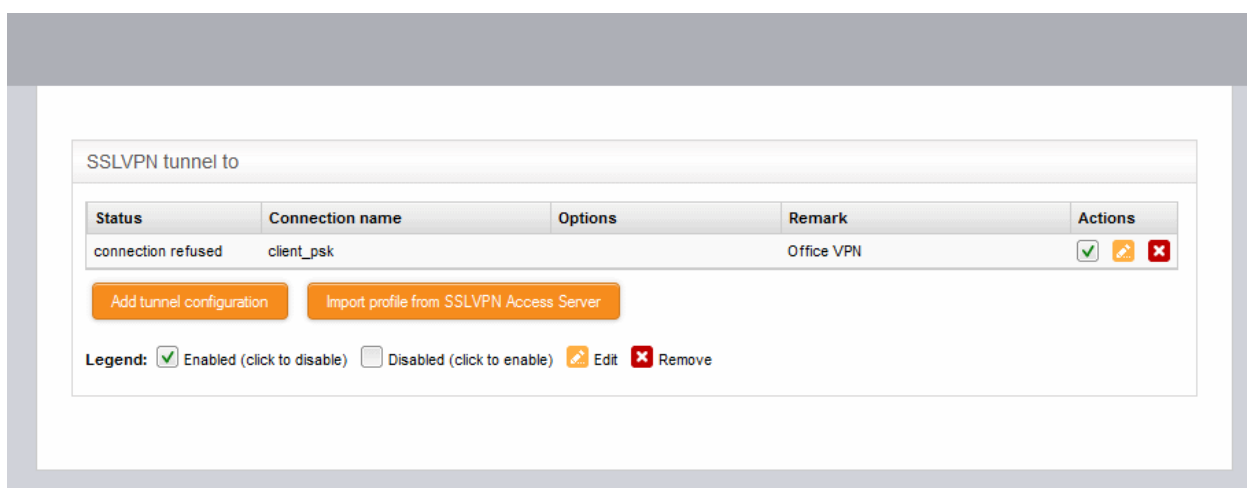 SSLVPN tunnel to
Status Connection name Options Remark Actions
connection refused client_psk Office VPN
Add tunnel configuration Import profile from SSLVPN Access Server
Legend: Enabled (click to disable) Disabled (click to enable) Edit Remove